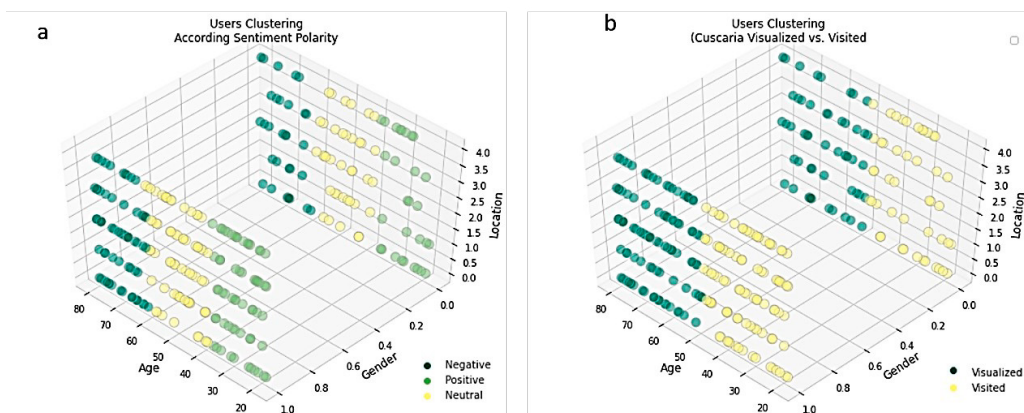 a
Users Clustering
According Sentiment Polarity
4.0
3.5
3.0
2.5
2.0
1.5
1.0
0.5
0.0
Location
80
70
60
50
40
30
20
Age
0.0
0.2
0.4
0.6
0.8
1.0
Gender
Negative
Positive
Neutral
b
Users Clustering
(Cuscaria Visualized vs. Visited
4.0
3.5
3.0
2.5
2.0
1.5
1.0
0.5
0.0
Location
80
70
60
50
40
30
20
Age
0.0
0.2
0.4
0.6
0.8
1.0
Gender
Visualized
Visited